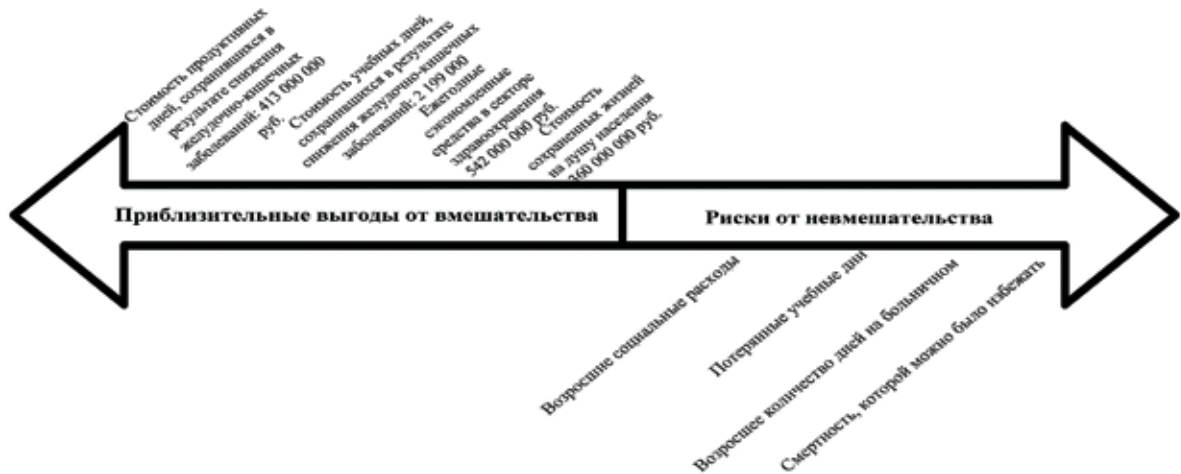 Стоимость продуктивных
дней, сохранившихся в
результате снижения
желудочно-кишечных
заболеваний: 413 000 000
руб.
Стоимость учебных дней,
сохранившихся в результате
снижения желудочно-кишечных
заболеваний: 2 199 000
Ежегодные
сэкономленные
средства в секторе
здравоохранения
542 000 000 руб.
Стоимость
сохраненных жизней
на душу населения
360 000 000 руб.
Приблизительные выгоды от вмешательства
Риски от невмешательства
Возросшие социальные расходы
Потерянные учебные дни
Возросшее количество дней на больничном
Смертность, которой можно было избежать